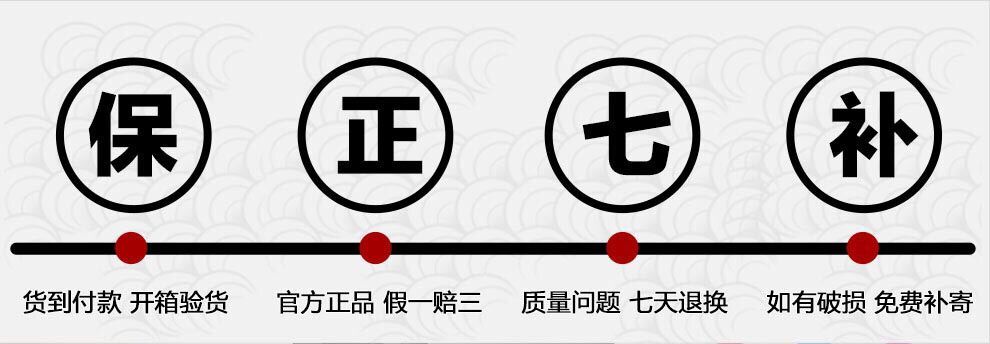 保 正 七 补
货到付款 开箱验货 官方正品 假一赔三 质量问题 七天退换 如有破损 免费补寄